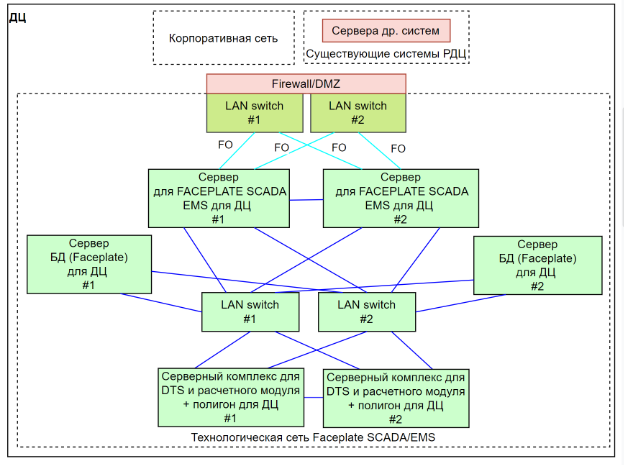 ДЦ
Корпоративная сеть
Сервера др. систем
Существующие системы РДЦ
Firewall/DMZ
LAN switch
#1
LAN switch
#2
FO
FO
FO
FO
Сервер
для FACEPLATE SCADA
EMS для ДЦ
#1
Сервер
для FACEPLATE SCADA
EMS для ДЦ
#2
Сервер
БД (Faceplate)
для ДЦ
#1
Сервер
БД (Faceplate)
для ДЦ
#2
LAN switch
#1
LAN switch
#2
Серверный комплекс для
DTS и расчетного модуля
+ полигон для ДЦ
#1
Серверный комплекс для
DTS и расчетного модуля
+ полигон для ДЦ
#2
Технологическая сеть Faceplate SCADA/EMS